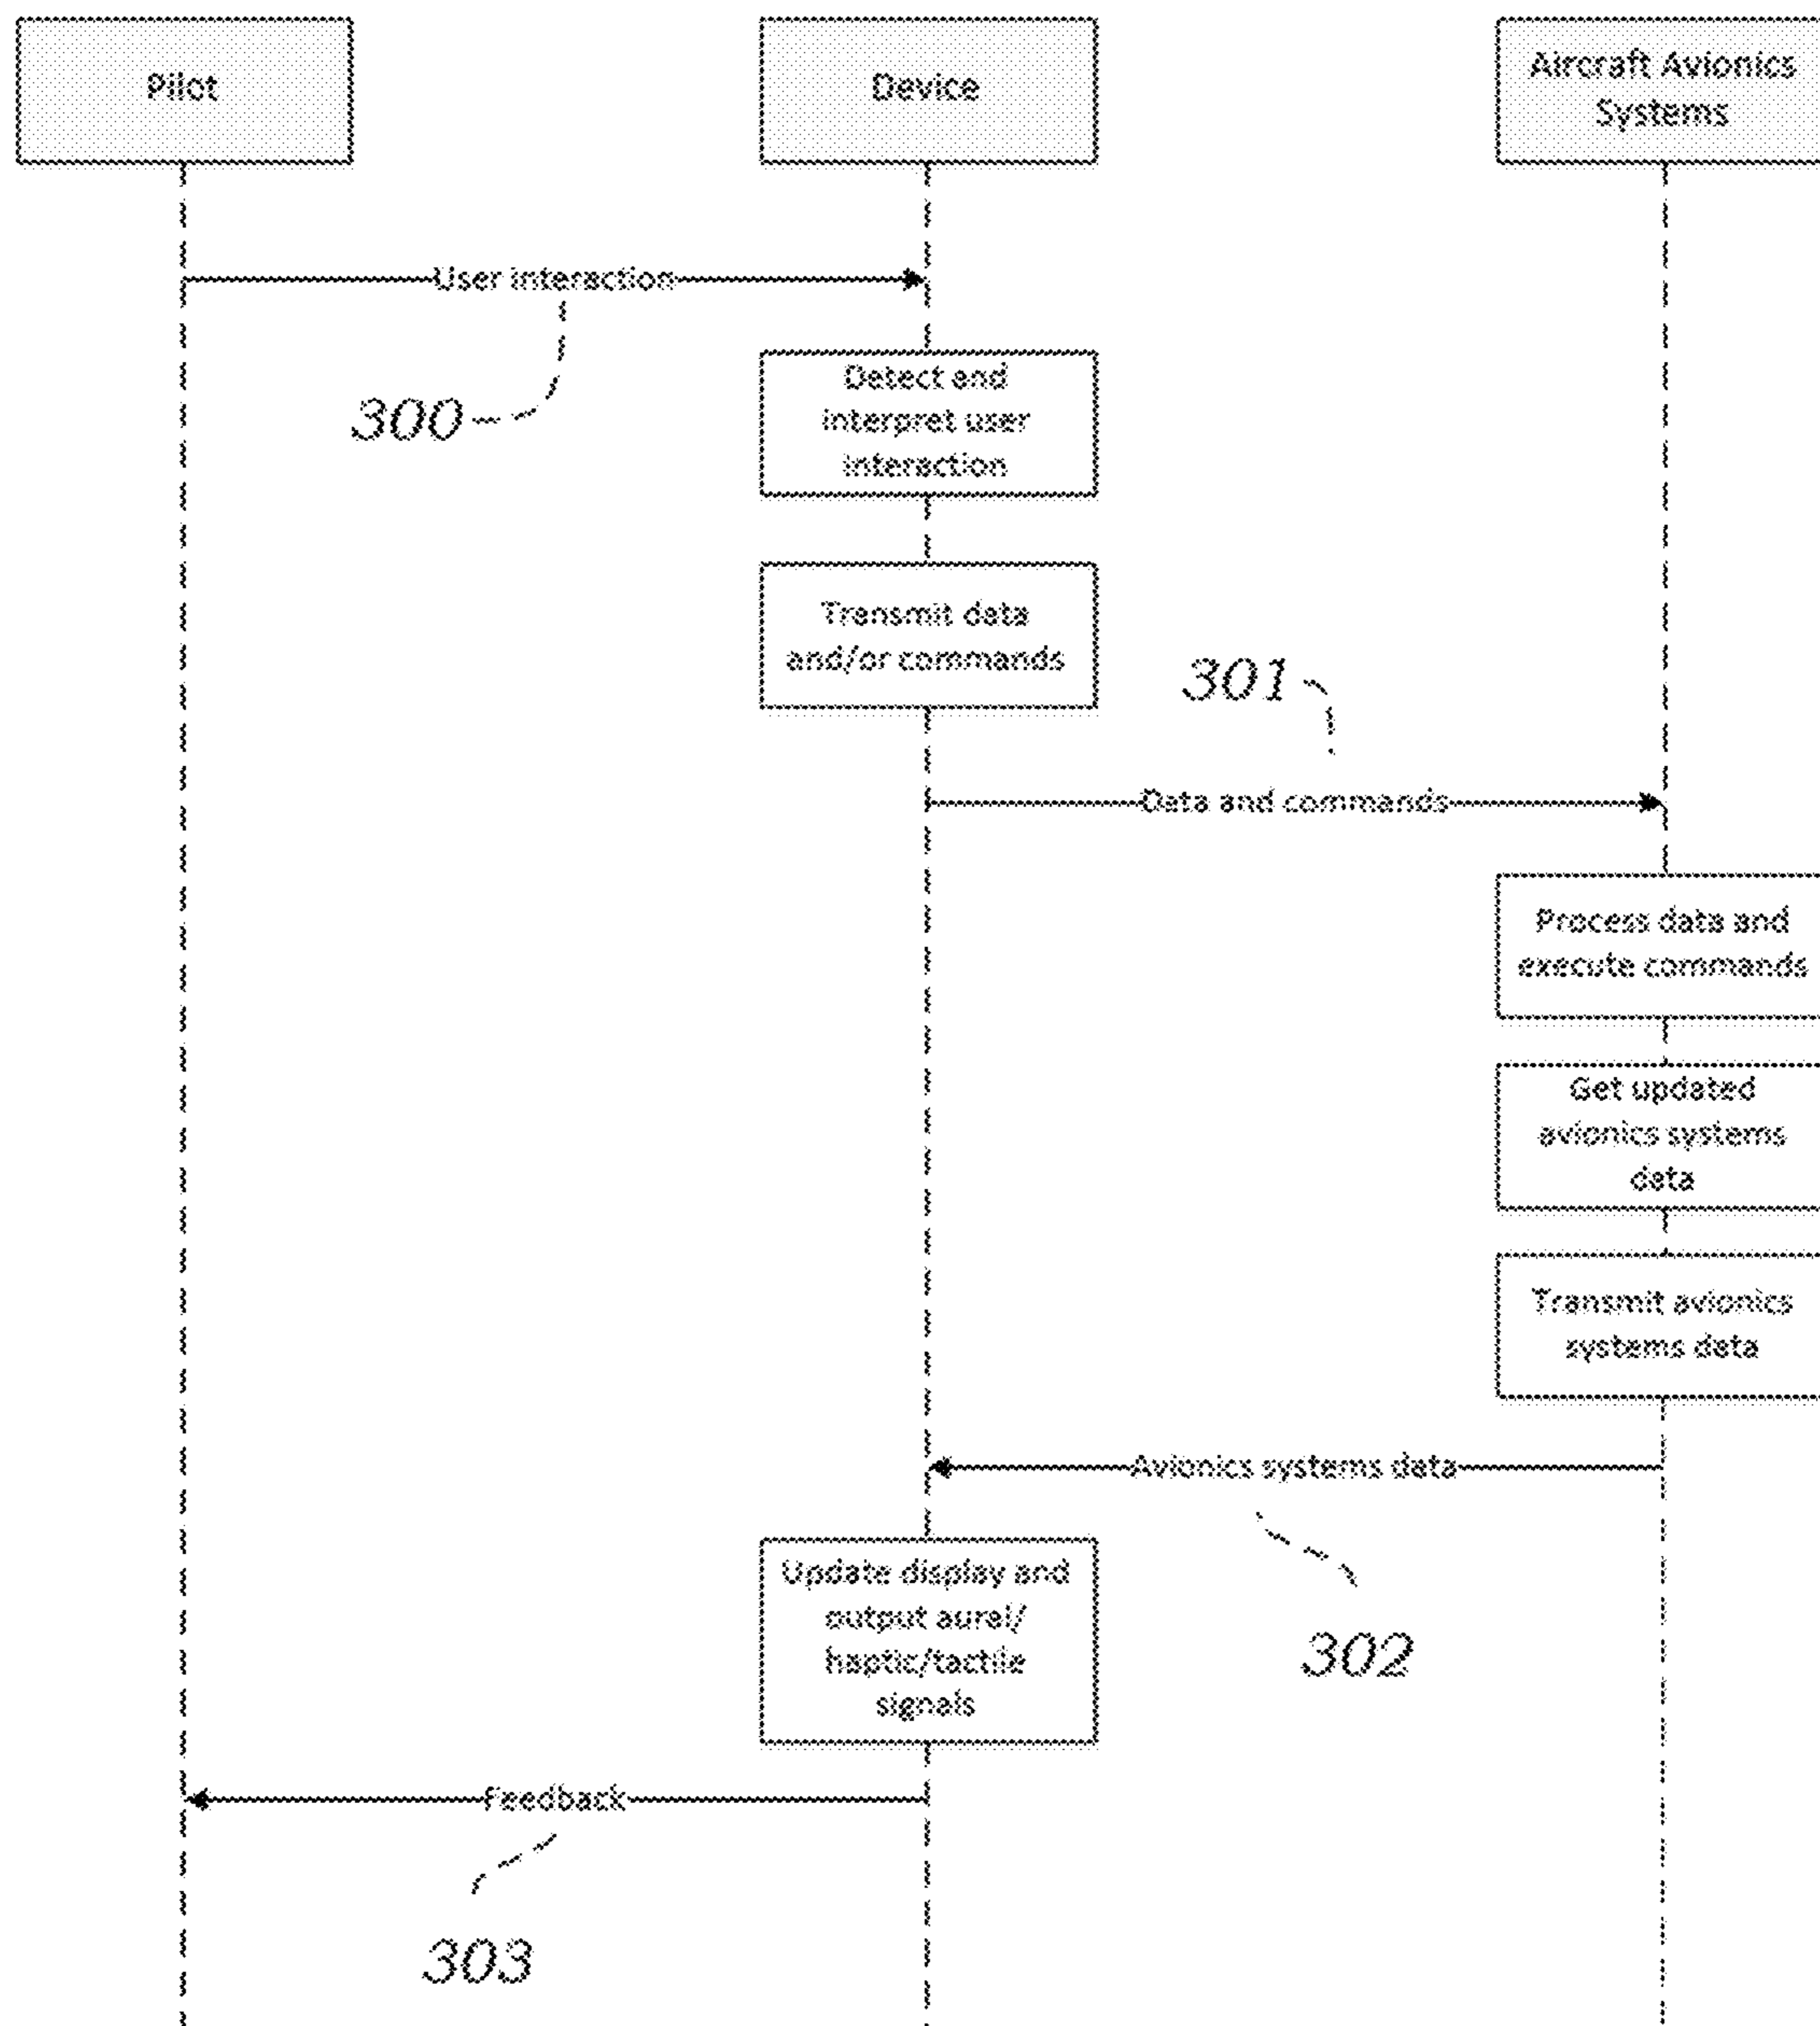 Pilot
Device
Aircraft Avionics
Systems
User interaction
300
Detect and
interpret user
interaction
Transmit data
and/or commands
301
Data and commands
Process data and
execute commands
Get updated
avionics systems
data
Transmit avionics
systems data
Avionics systems data
302
Update display and
output aural/
haptic/tactile
signals
Feedback
303